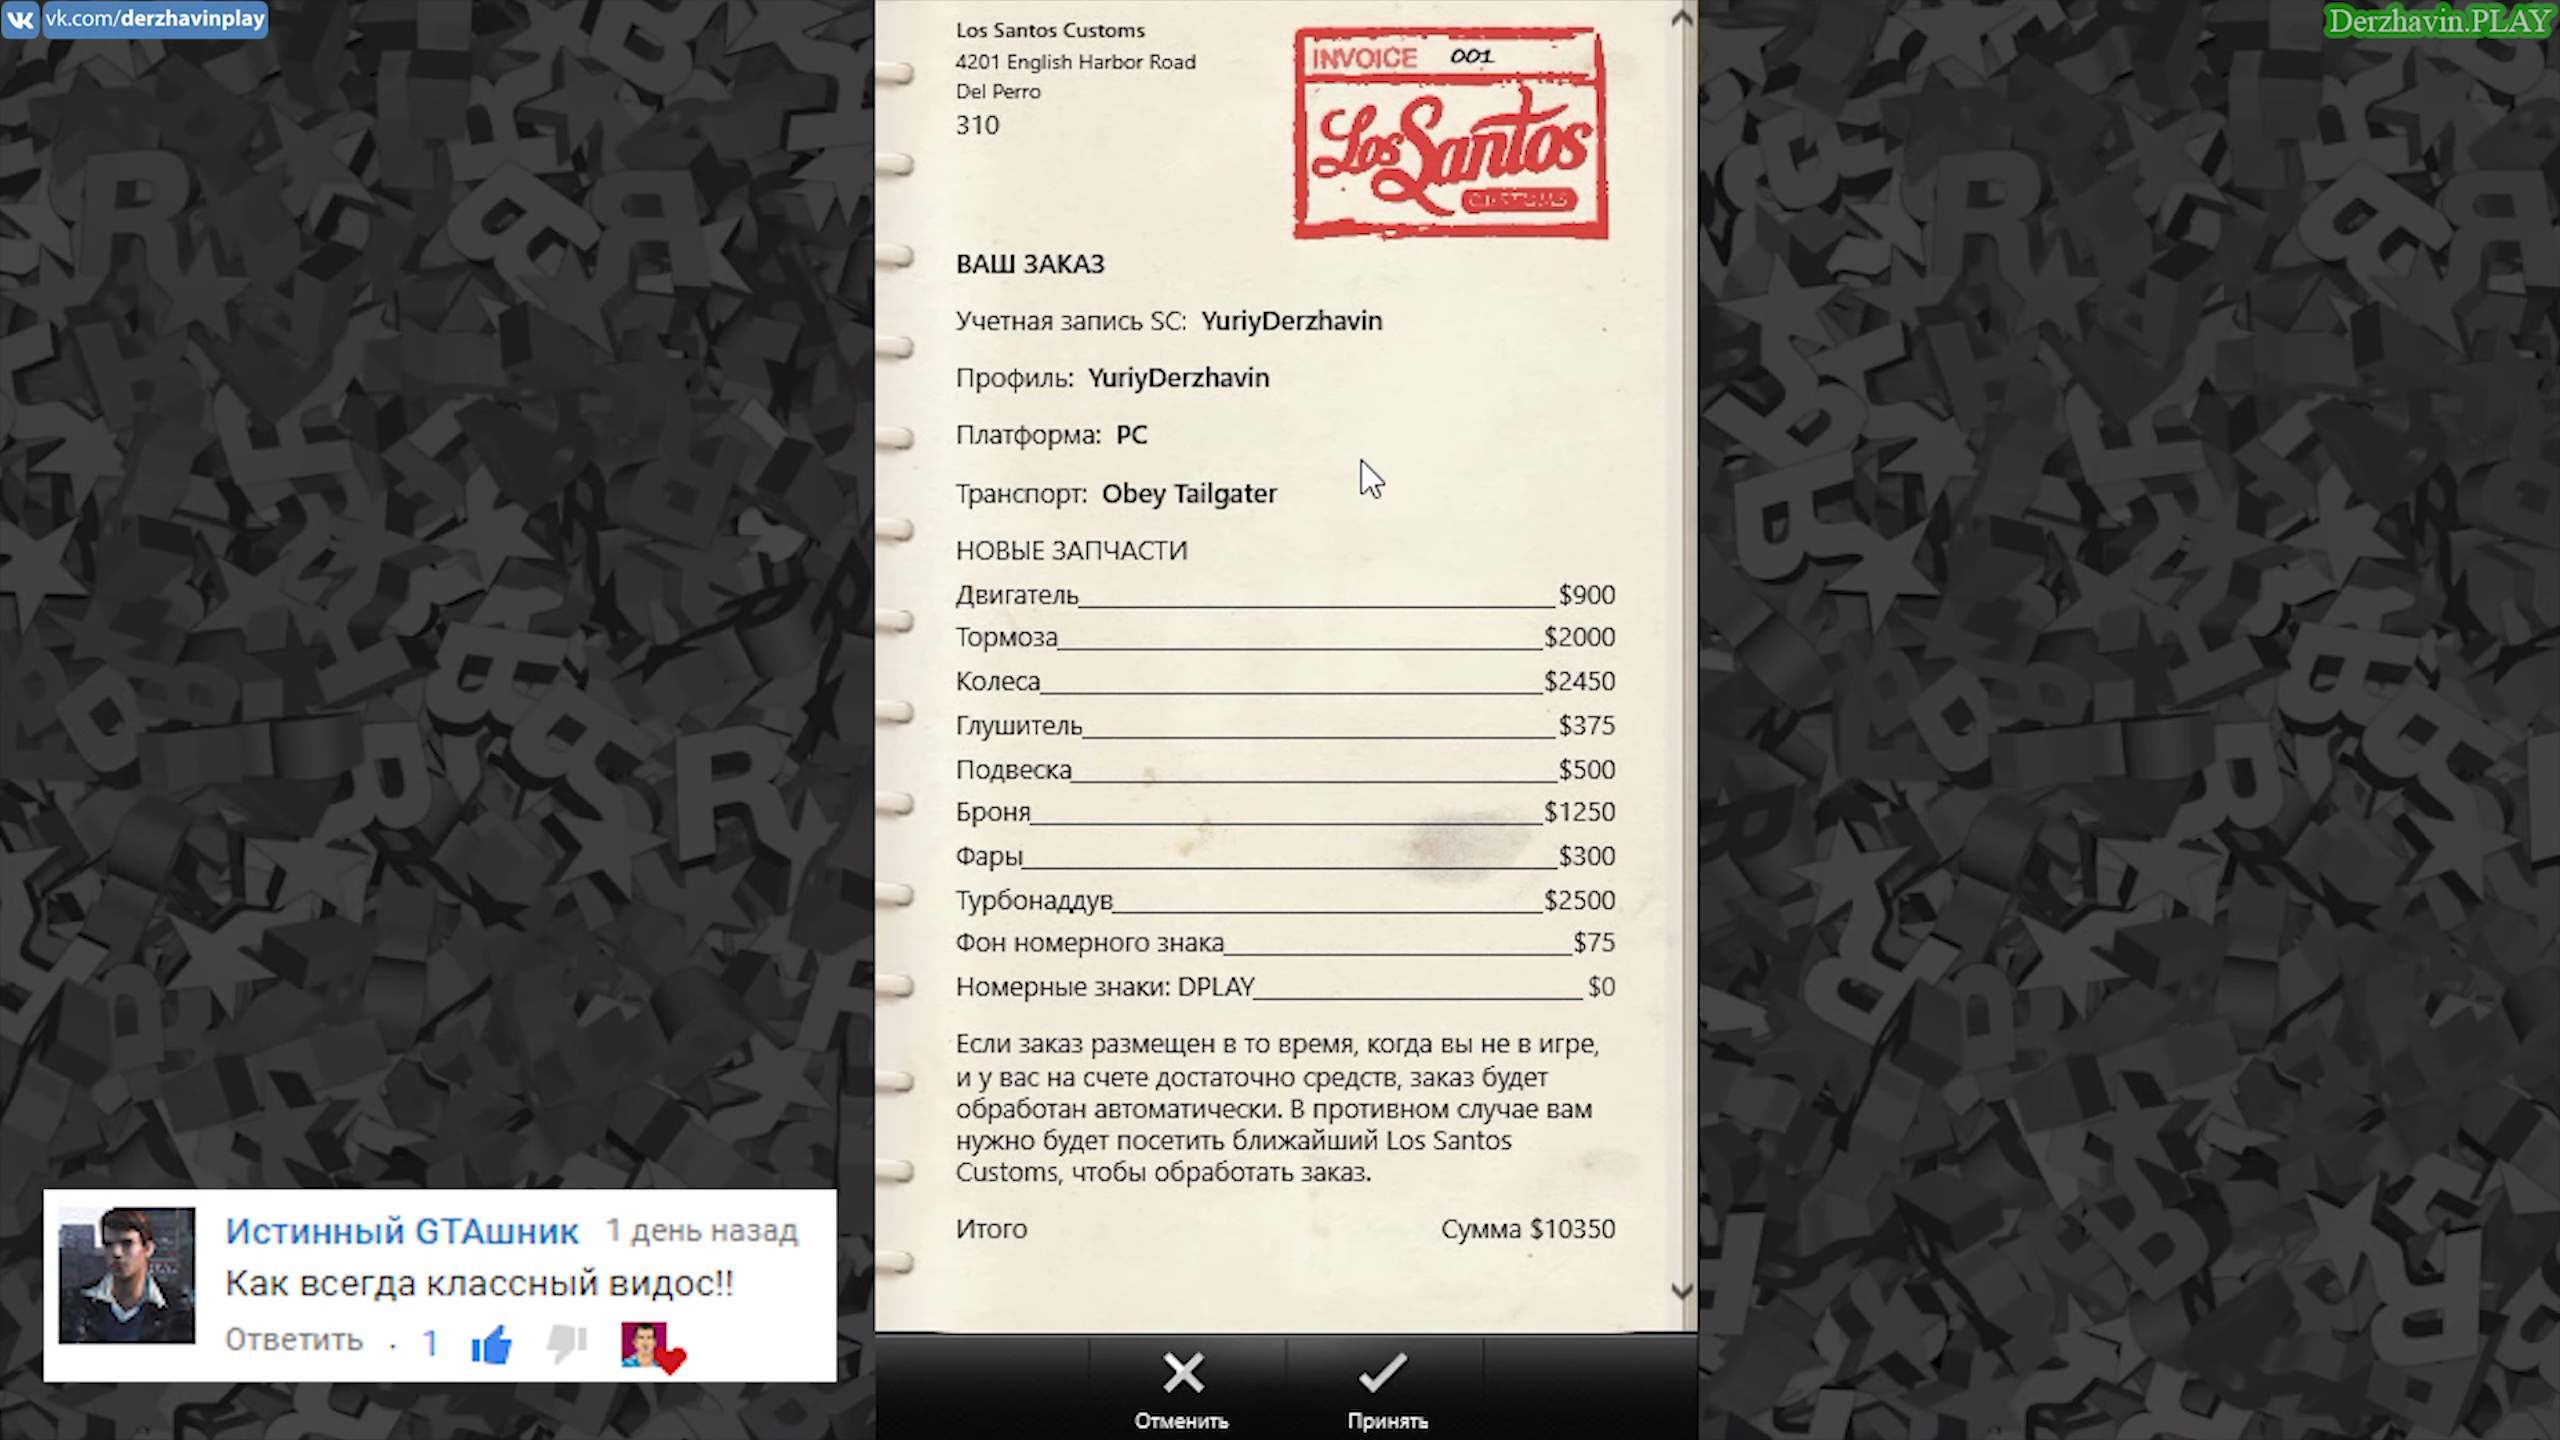 vk.com/derzhavinplay
Derzhavin.PLAY
Los Santos Customs
4201 English Harbor Road
Del Perro
310
INVOICE 001
Los Santos
CUSTOMS
ВАШ ЗАКАЗ
Учетная запись SC: YuriyDerzhavin
Профиль: YuriyDerzhavin
Платформа: PC
Транспорт: Obey Tailgater
НОВЫЕ ЗАПЧАСТИ
Двигатель $900
Тормоза $2000
Колеса $2450
Глушитель $375
Подвеска $500
Броня $1250
Фары $300
Турбонаддув $2500
Фон номерного знака $75
Номерные знаки: DPLAY $0
Если заказ размещен в то время, когда вы не в игре,
и у вас на счете достаточно средств, заказ будет
обработан автоматически. В противном случае вам
нужно будет посетить ближайший Los Santos
Customs, чтобы обработать заказ.
Итого Сумма $10350
Отменить Принять
Истинный GTAшник 1 день назад
Как всегда классный видос!!
Ответить · 1